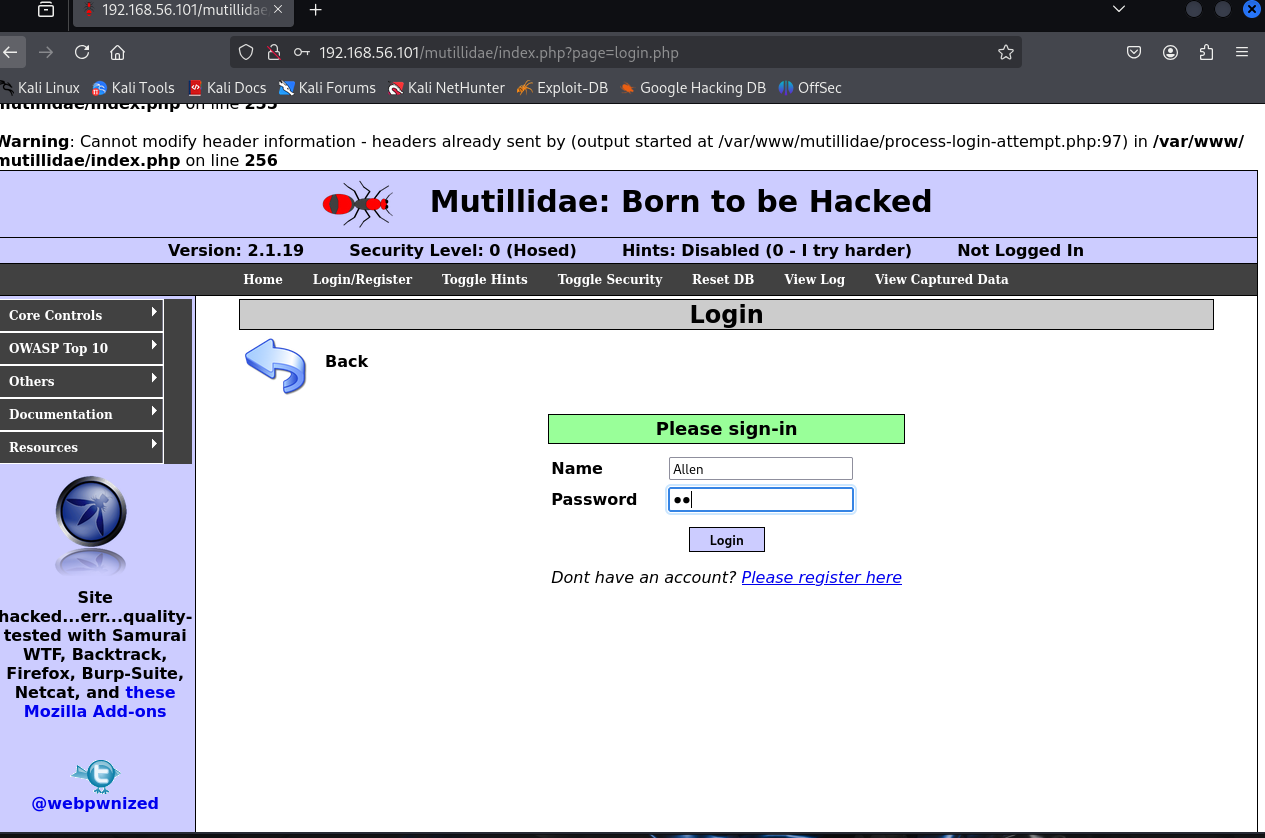 192.168.56.101/mutillidae
192.168.56.101/mutillidae/index.php?page=login.php
Kali Linux Kali Tools Kali Docs Kali Forums Kali NetHunter Exploit-DB Google Hacking DB OffSec
mutillidae/index.php on line 255
Warning: Cannot modify header information - headers already sent by (output started at /var/www/mutillidae/process-login-attempt.php:97) in /var/www/
mutillidae/index.php on line 256
Mutillidae: Born to be Hacked
Version: 2.1.19 Security Level: 0 (Hosed) Hints: Disabled (0 - I try harder) Not Logged In
Home Login/Register Toggle Hints Toggle Security Reset DB View Log View Captured Data
Core Controls
OWASP Top 10
Others
Documentation
Resources
Site
hacked...err...quality-
tested with Samurai
WTF, Backtrack,
Firefox, Burp-Suite,
Netcat, and these
Mozilla Add-ons
@webpwnized
Login
Back
Please sign-in
Name Allen
Password ●●
Login
Dont have an account? Please register here